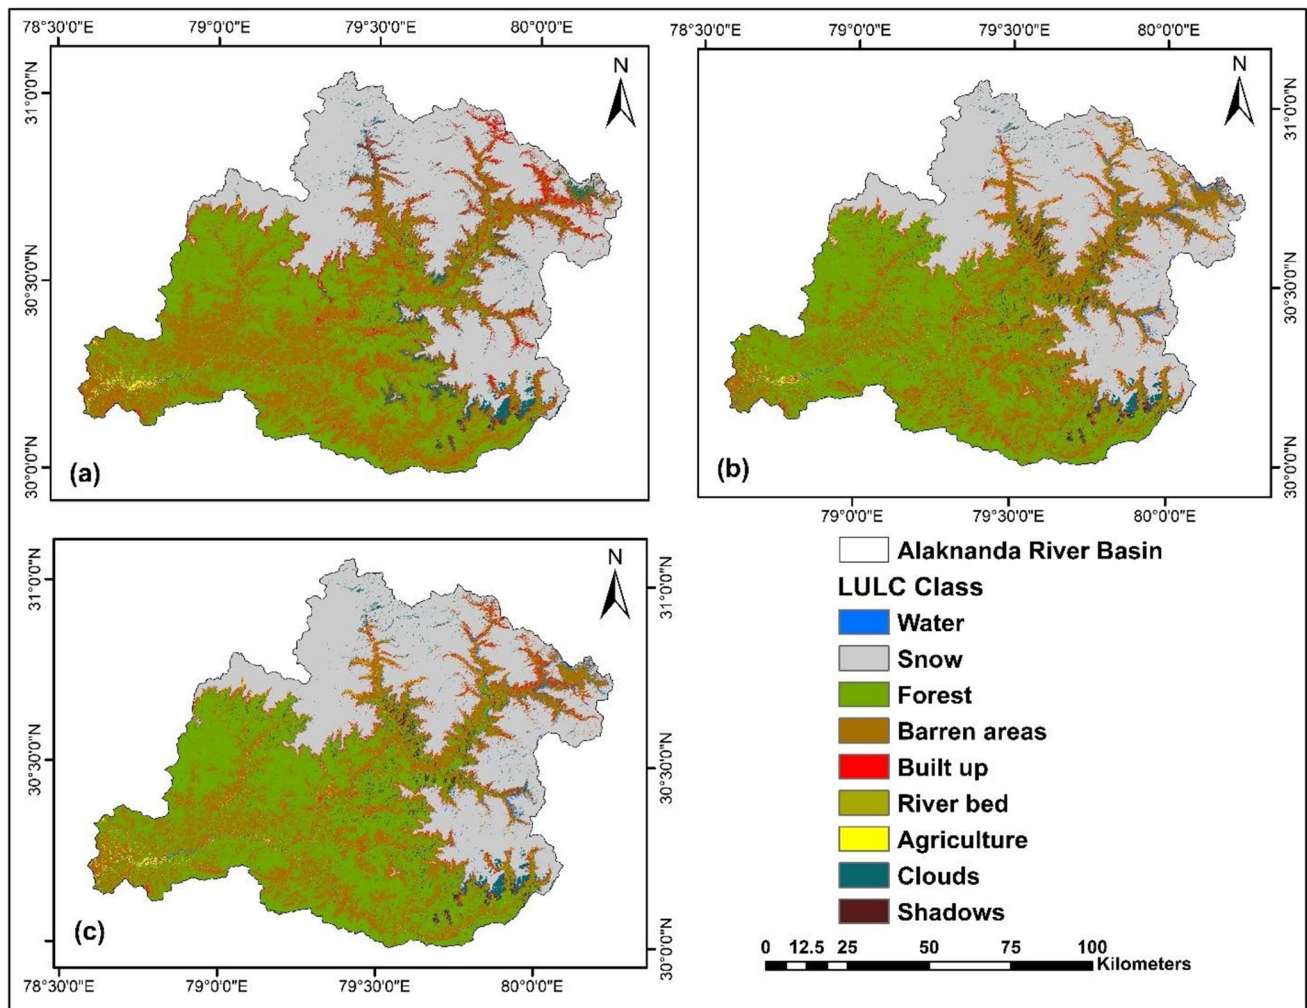 78°30'0"E 79°0'0"E 79°30'0"E 80°0'0"E
78°30'0"E 79°0'0"E 79°30'0"E 80°0'0"E
N
N
31°0'0"N
30°30'0"N
30°0'0"N
31°0'0"N
30°30'0"N
30°0'0"N
(a)
(b)
79°0'0"E 79°30'0"E 80°0'0"E
N
31°0'0"N
30°30'0"N
31°0'0"N
30°30'0"N
30°0'0"N
(c)
78°30'0"E 79°0'0"E 79°30'0"E 80°0'0"E
Alaknanda River Basin
LULC Class
Water
Snow
Forest
Barren areas
Built up
River bed
Agriculture
Clouds
Shadows
0 12.5 25 50 75 100
Kilometers